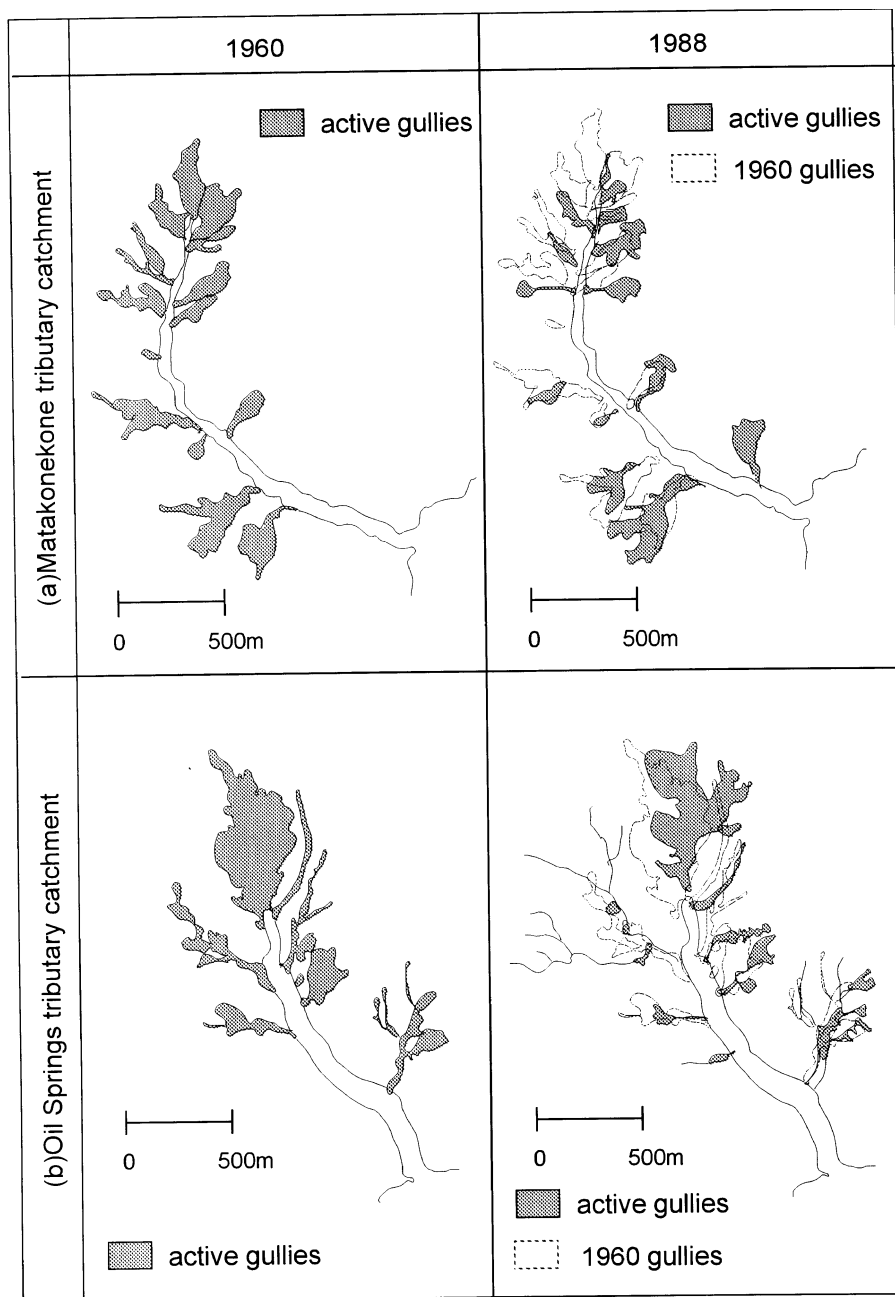 1960
1988
(a)Matakonekone tributary catchment
active gullies
0 500m
active gullies
1960 gullies
0 500m
(b)Oil Springs tributary catchment
0 500m
active gullies
0 500m
active gullies
1960 gullies